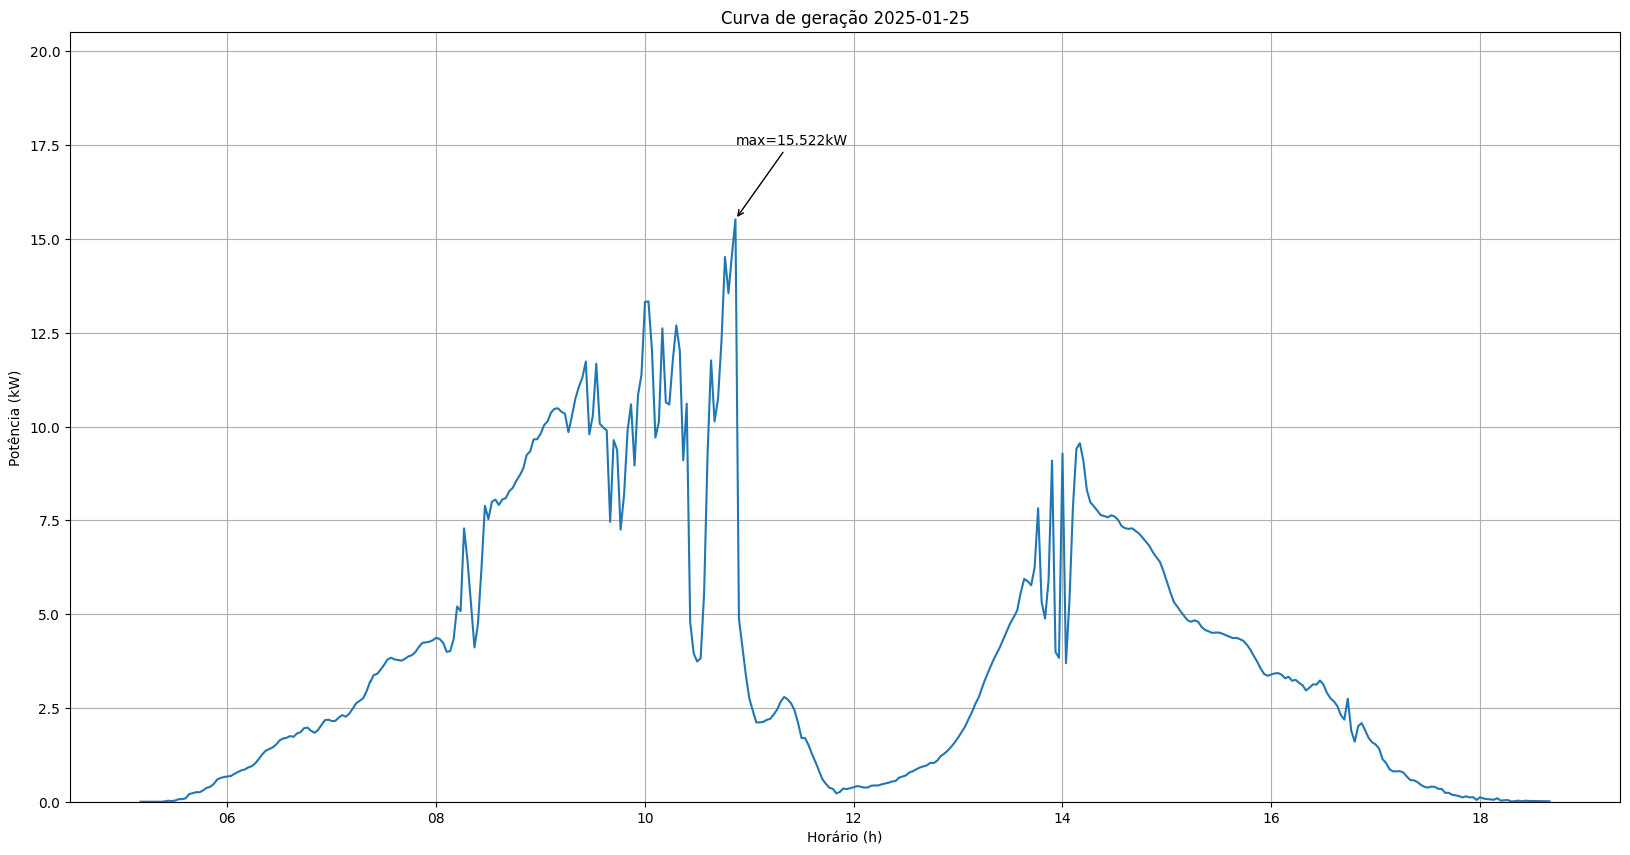 Curva de geração 2025-01-25
20.0
17.5
15.0
12.5
10.0
7.5
5.0
2.5
0.0
Potência (kW)
max=15.522kW
06 08 10 12 14 16 18
Horário (h)